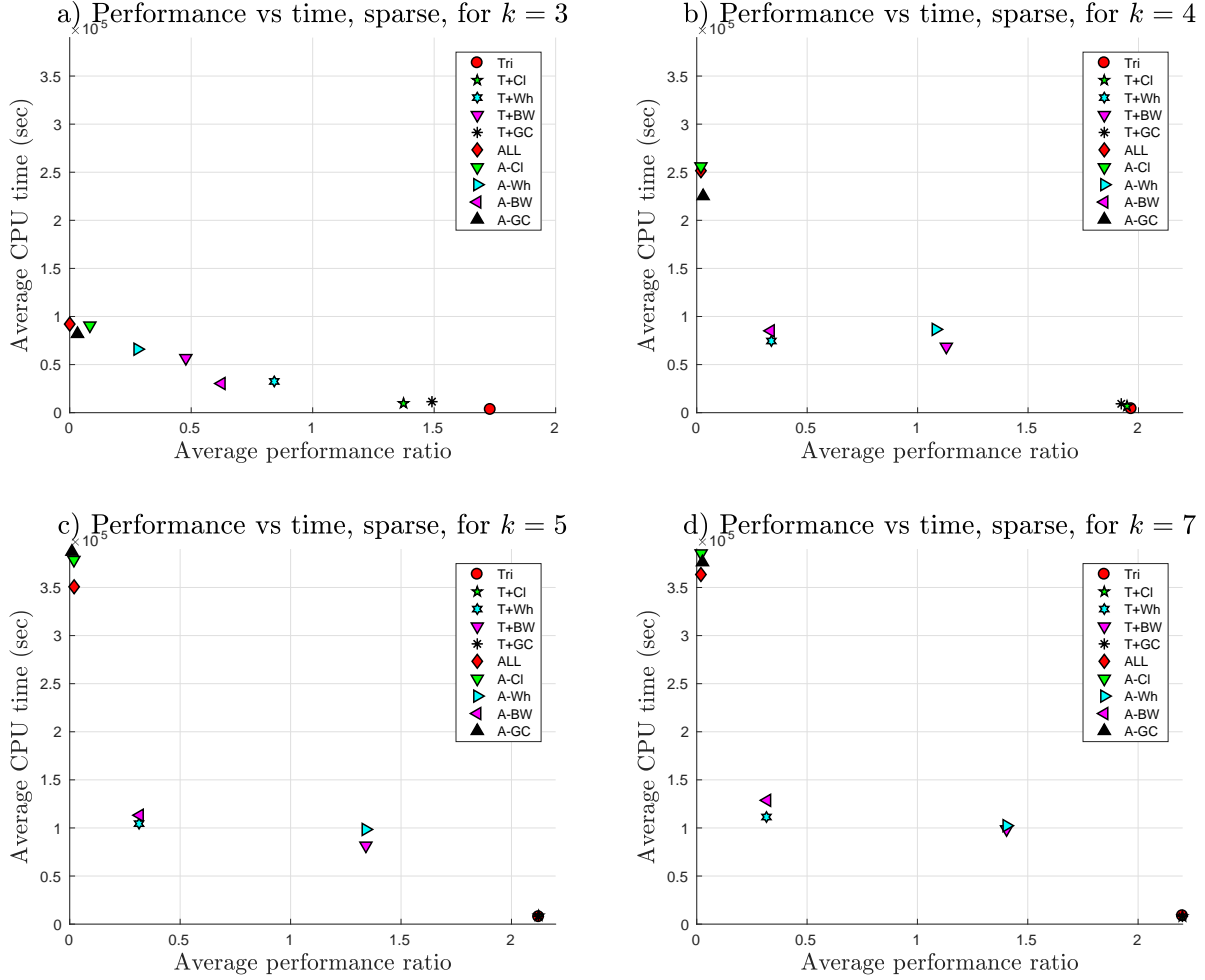 a) Performance vs time, sparse, for k = 3
×10^5
3.5
3
2.5
2
1.5
1
0.5
0
Average CPU time (sec)
0 0.5 1 1.5 2
Average performance ratio
Tri
T+Cl
T+Wh
T+BW
T+GC
ALL
A-Cl
A-Wh
A-BW
A-GC
b) Performance vs time, sparse, for k = 4
×10^5
3.5
3
2.5
2
1.5
1
0.5
0
Average CPU time (sec)
0 0.5 1 1.5 2
Average performance ratio
Tri
T+Cl
T+Wh
T+BW
T+GC
ALL
A-Cl
A-Wh
A-BW
A-GC
c) Performance vs time, sparse, for k = 5
×10^5
3.5
3
2.5
2
1.5
1
0.5
0
Average CPU time (sec)
0 0.5 1 1.5 2
Average performance ratio
Tri
T+Cl
T+Wh
T+BW
T+GC
ALL
A-Cl
A-Wh
A-BW
A-GC
d) Performance vs time, sparse, for k = 7
×10^5
3.5
3
2.5
2
1.5
1
0.5
0
Average CPU time (sec)
0 0.5 1 1.5 2
Average performance ratio
Tri
T+Cl
T+Wh
T+BW
T+GC
ALL
A-Cl
A-Wh
A-BW
A-GC